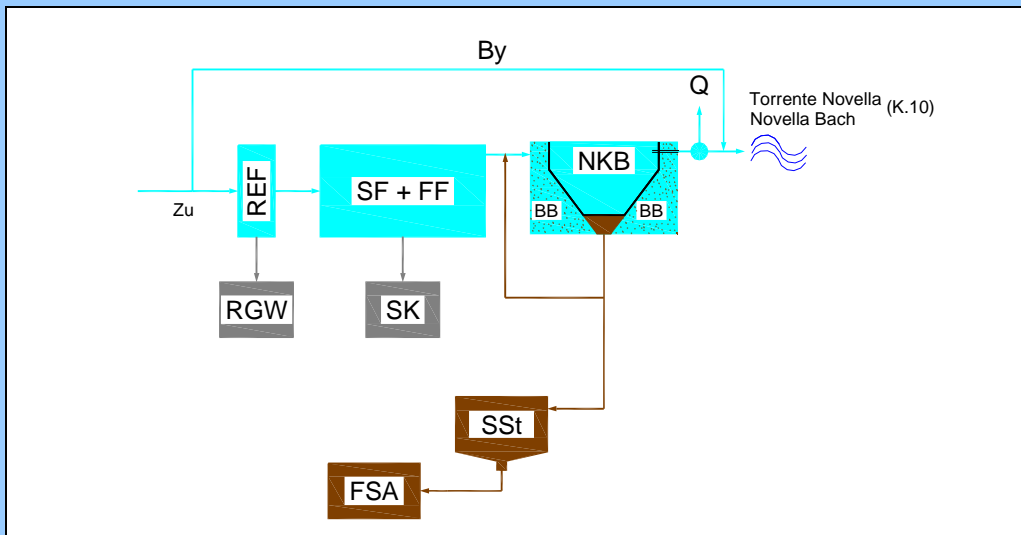 By
Q
Torrente Novella
Novella Bach
(K.10)
Zu
REF
SF + FF
NKB
BB
BB
RGW
SK
SSt
FSA